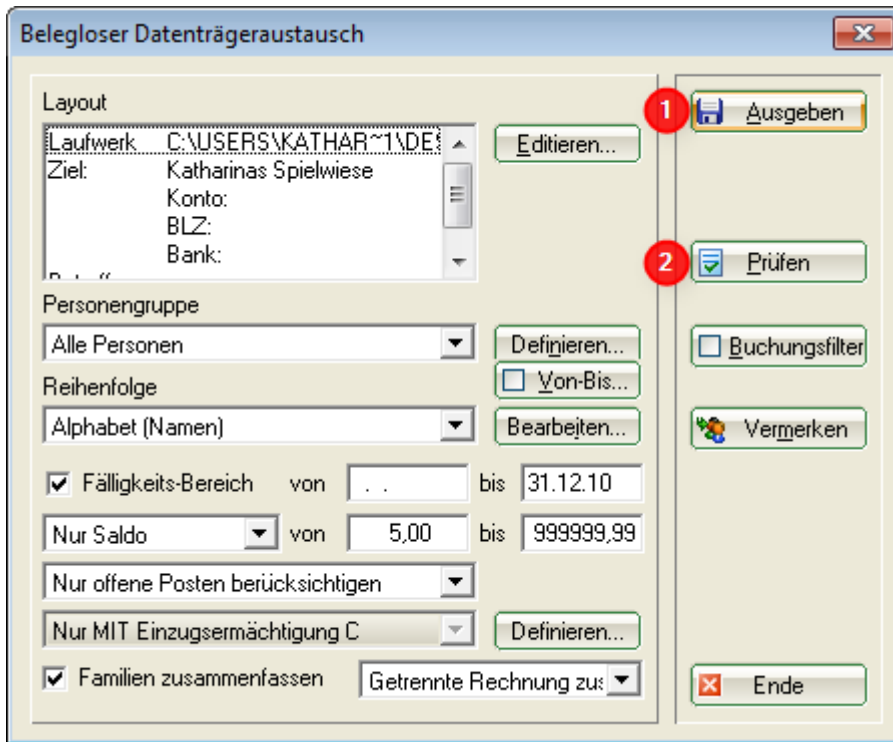 Belegloser Datenträgeraustausch
Layout
Laufwerk C:\USERS\KATHAR~1\DE
Ziel: Katharinas Spielwiese
Konto:
BLZ:
Bank:
Editieren...
Personengruppe
Alle Personen
Definieren...
Von-Bis...
Reihenfolge
Alphabet (Namen)
Bearbeiten...
Fälligkeits-Bereich von . . bis 31.12.10
Nur Saldo von 5,00 bis 999999,99
Nur offene Posten berücksichtigen
Nur MIT Einzugsermächtigung C
Definieren...
Familien zusammenfassen
Getrennte Rechnung zus
1
Ausgeben
2
Prüfen
Buchungsfilter
Vermerken
Ende